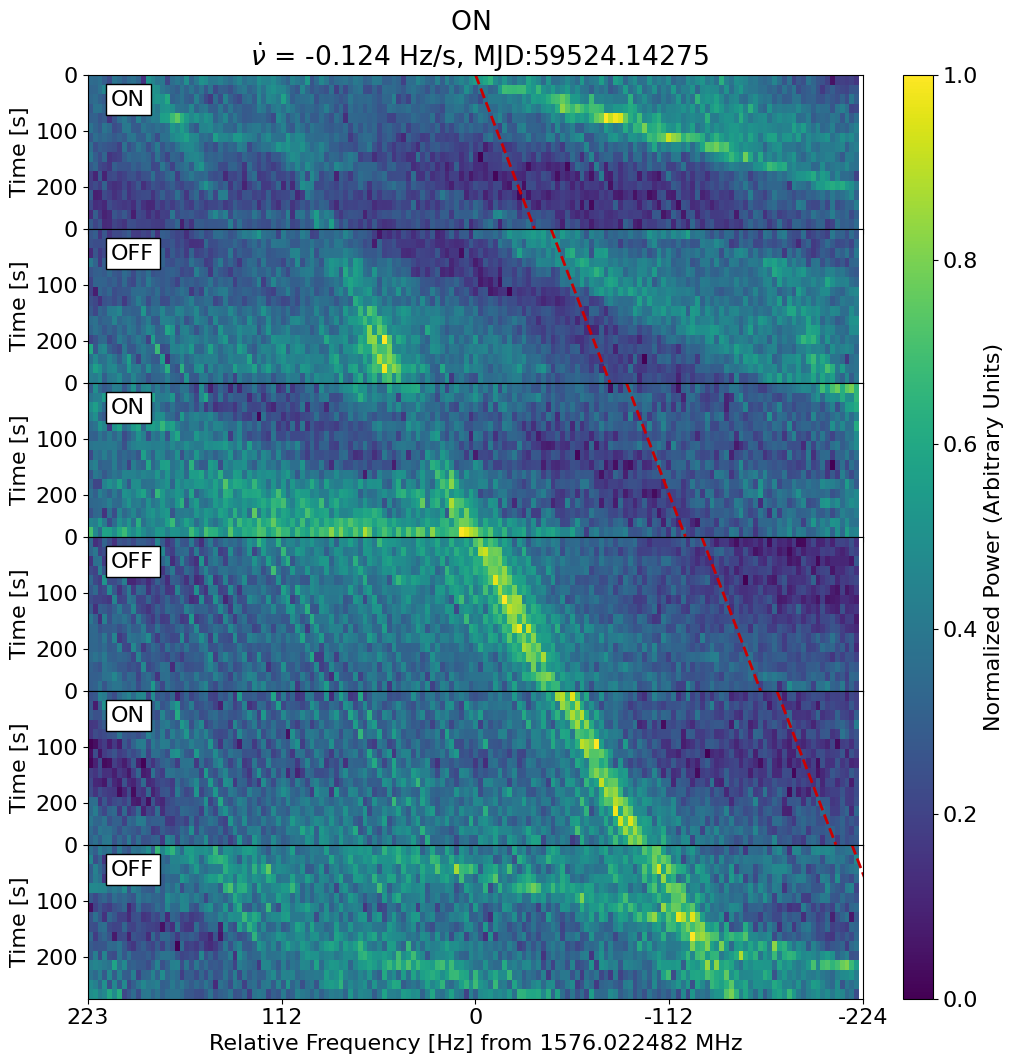 ON
ν̇ = -0.124 Hz/s, MJD:59524.14275
0
ON
100
Time [s]
200
0
OFF
100
Time [s]
200
0
ON
100
Time [s]
200
0
OFF
100
Time [s]
200
0
ON
100
Time [s]
200
0
OFF
100
Time [s]
200
223 112 0 -112 -224
Relative Frequency [Hz] from 1576.022482 MHz
1.0
0.8
0.6
0.4
0.2
0.0
Normalized Power (Arbitrary Units)